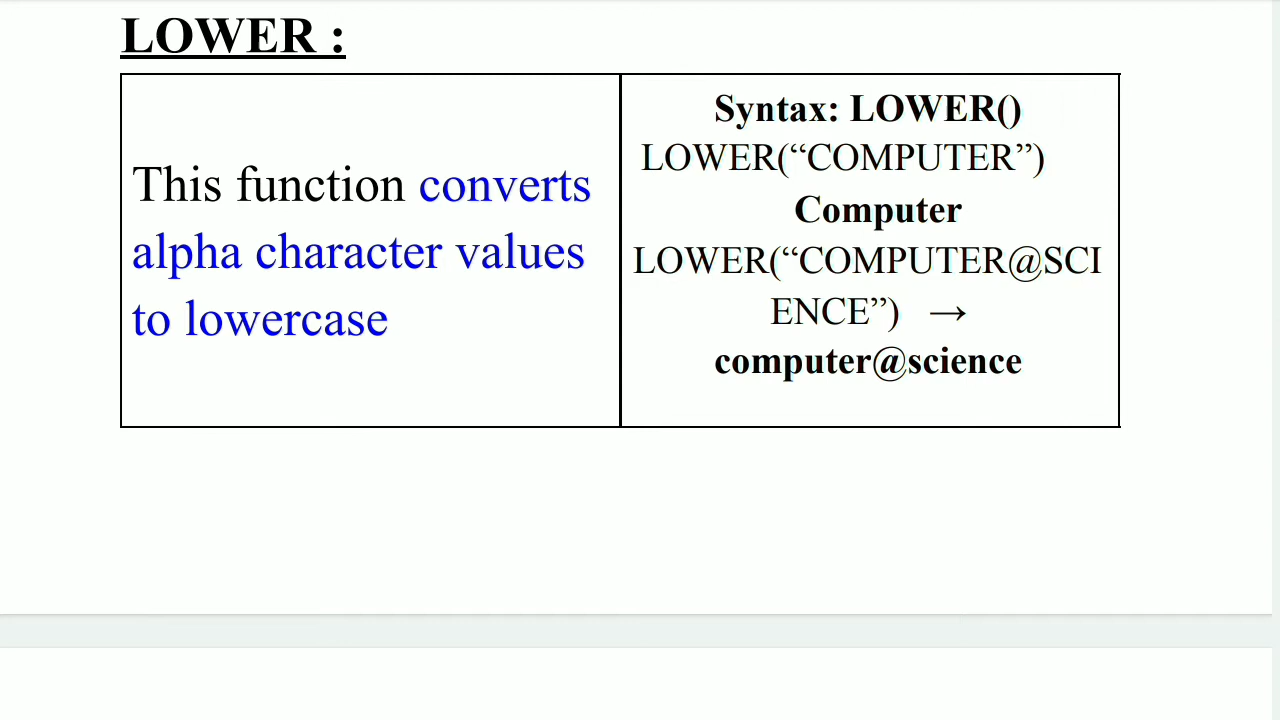 LOWER :
This function converts
alpha character values
to lowercase
Syntax: LOWER()
LOWER(“COMPUTER”)
Computer
LOWER(“COMPUTER@SCI
ENCE”) →
computer@science